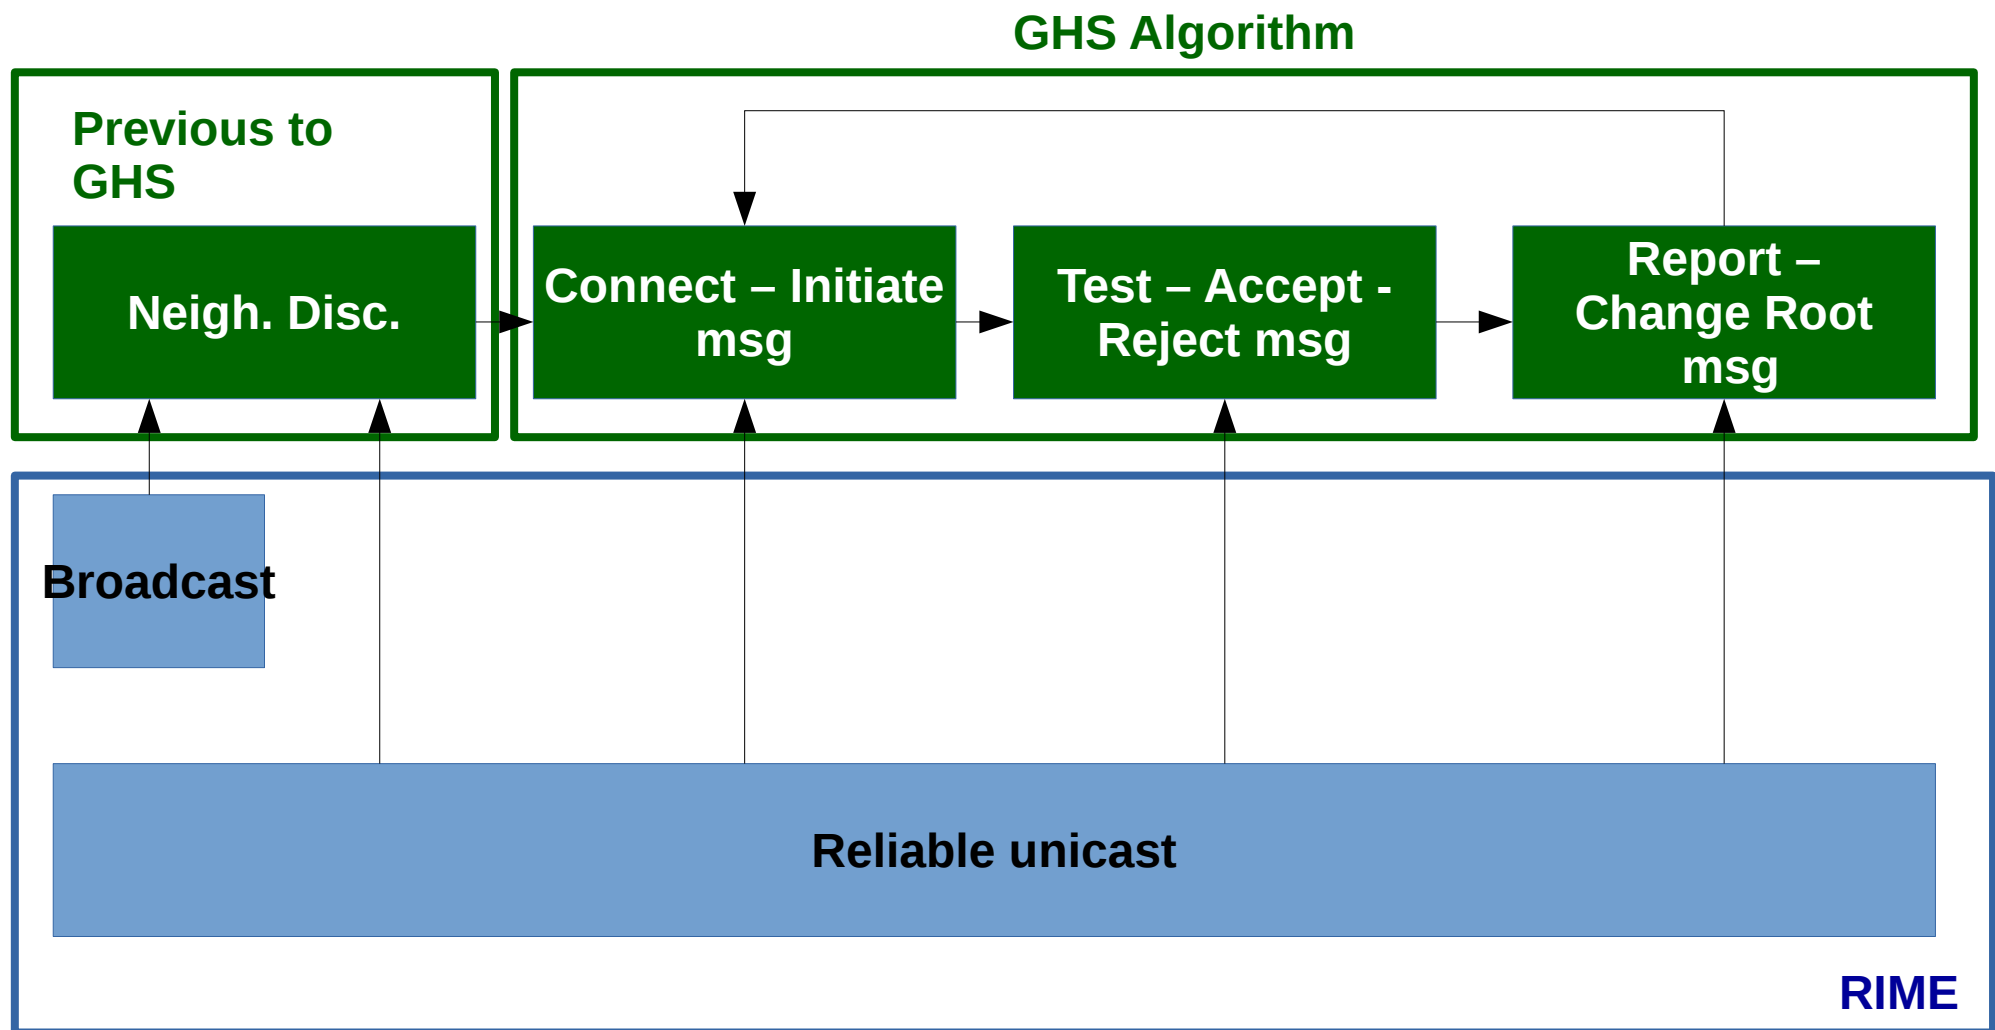 GHS Algorithm
Previous to
GHS
Neigh. Disc.
Connect – Initiate
msg
Test – Accept -
Reject msg
Report –
Change Root
msg
Broadcast
Reliable unicast
RIME